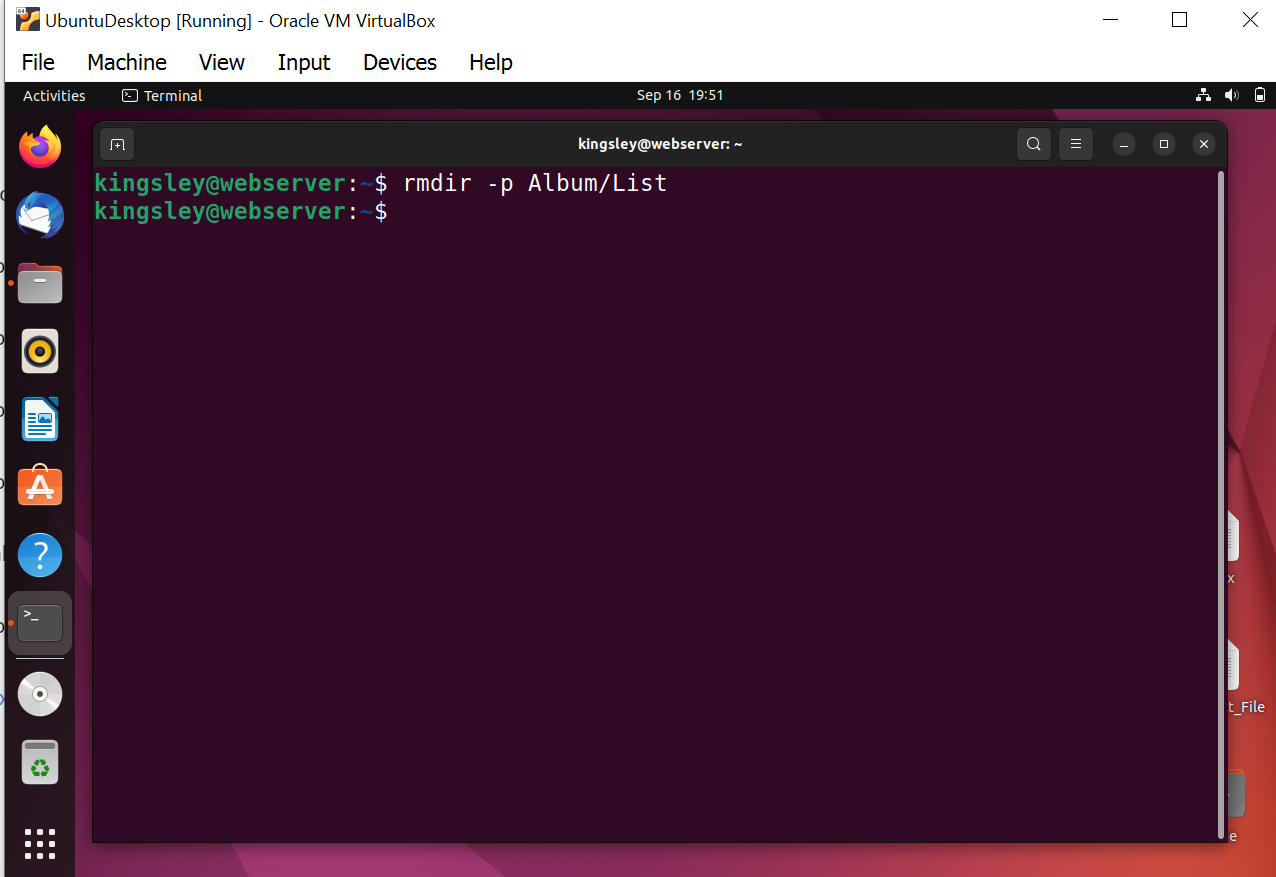 UbuntuDesktop [Running] - Oracle VM VirtualBox
File Machine View Input Devices Help
Activities Terminal Sep 16 19:51
kingsley@webserver: ~
kingsley@webserver:~$ rmdir -p Album/List
kingsley@webserver:~$
x
t_File
e